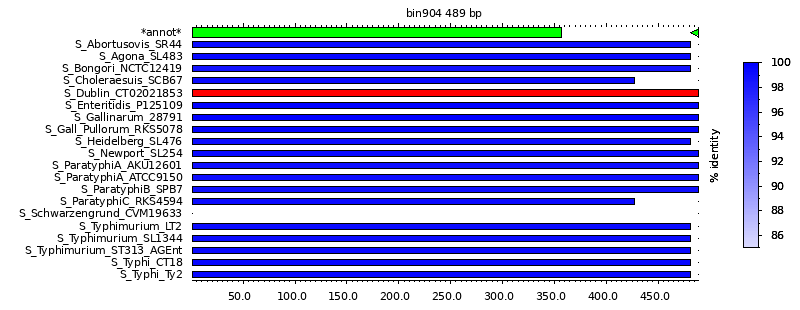 bin904 489 bp
*annot*
S_Abortusovis_SR44
S_Agona_SL483
S_Bongori_NCTC12419
S_Choleraesuis_SCB67
S_Dublin_CT02021853
S_Enteritidis_P125109
S_Gallinarum_28791
S_Gall_Pullorum_RKS5078
S_Heidelberg_SL476
S_Newport_SL254
S_ParatyphiA_AKU12601
S_ParatyphiA_ATCC9150
S_ParatyphiB_SPB7
S_ParatyphiC_RKS4594
S_Schwarzengrund_CVM19633
S_Typhimurium_LT2
S_Typhimurium_SL1344
S_Typhimurium_ST313_AGEnt
S_Typhi_CT18
S_Typhi_Ty2
50.0 100.0 150.0 200.0 250.0 300.0 350.0 400.0 450.0
% identity
100
98
96
94
92
90
88
86